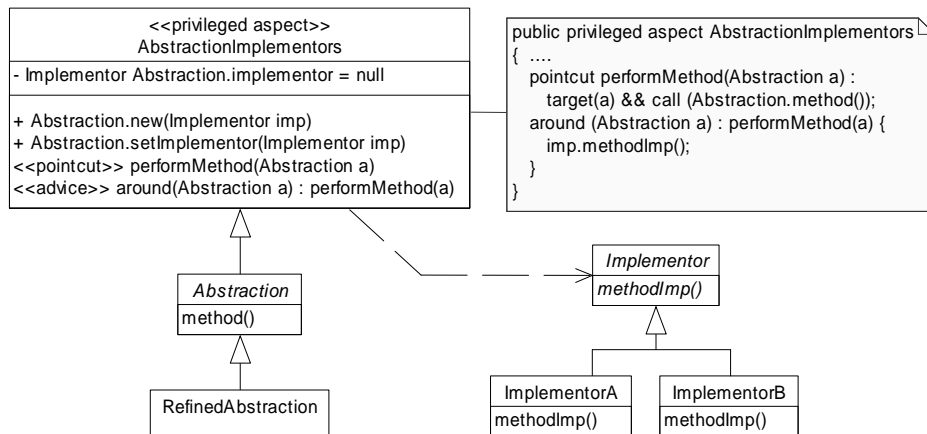 <<privileged aspect>>
AbstractionImplementors
- Implementor Abstraction.implementor = null
+ Abstraction.new(Implementor imp)
+ Abstraction.setImplementor(Implementor imp)
<<pointcut>> performMethod(Abstraction a)
<<advice>> around(Abstraction a) : performMethod(a)
public privileged aspect AbstractionImplementors
{ ....
pointcut performMethod(Abstraction a) :
target(a) && call (Abstraction.method());
around (Abstraction a) : performMethod(a) {
imp.methodImp();
}
}
Abstraction
method()
RefinedAbstraction
Implementor
methodImp()
ImplementorA
methodImp()
ImplementorB
methodImp()